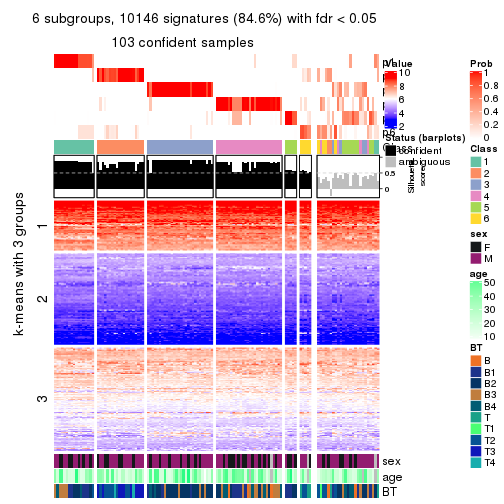 6 subgroups, 10146 signatures (84.6%) with fdr < 0.05
103 confident samples
k-means with 3 groups
1
2
3
Value
10
8
6
4
2
Status (barplots)
confident
ambiguous
1
0.5
0
Silhouette
score
sex
age
BT
Prob
1
0.8
0.6
0.4
0.2
0
Class
1
2
3
4
5
6
sex
F
M
age
50
40
30
20
10
BT
B
B1
B2
B3
B4
T
T1
T2
T3
T4